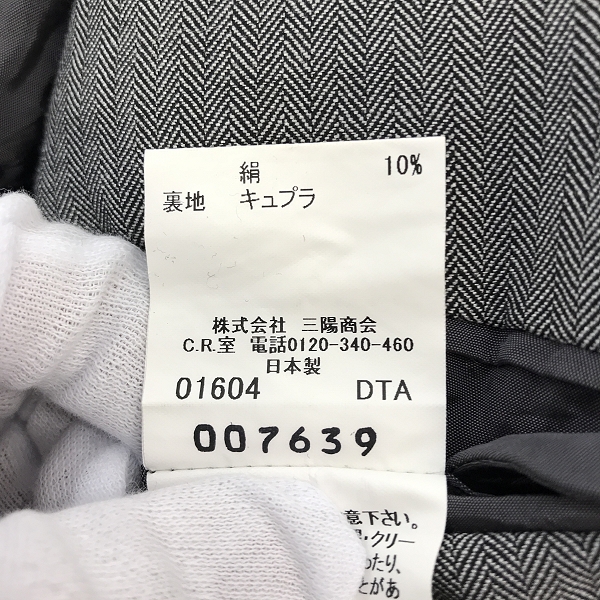 絹 10%
裏地 キュプラ
株式会社 三陽商会
C.R.室 電話0120-340-460
日本製
01604 DTA
007639
意下さい。
・クリー
ったり、
とがあ